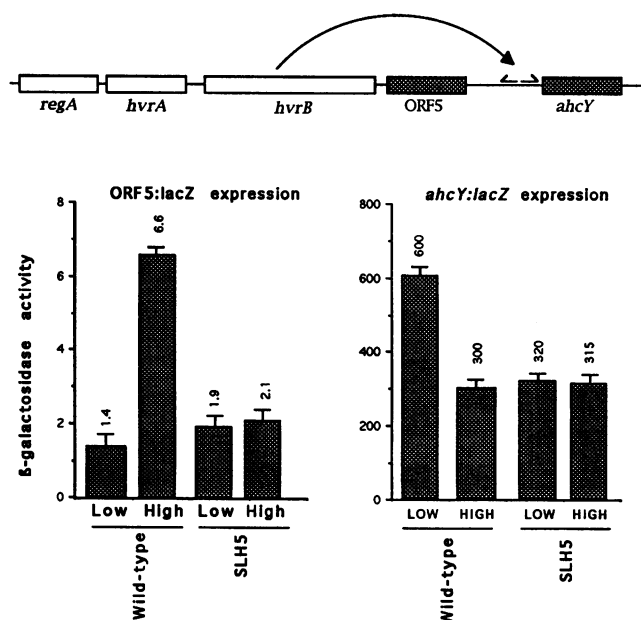 regA hvrA hvrB ORF5 ahcY
ORF5:lacZ expression
ß-galactosidase activity
8
6
4
2
0
1.4
6.6
1.9
2.1
Low High Low High
Wild-type
SLH5
ahcY:lacZ expression
800
600
400
200
0
600
300
320
315
LOW HIGH LOW HIGH
Wild-type
SLH5